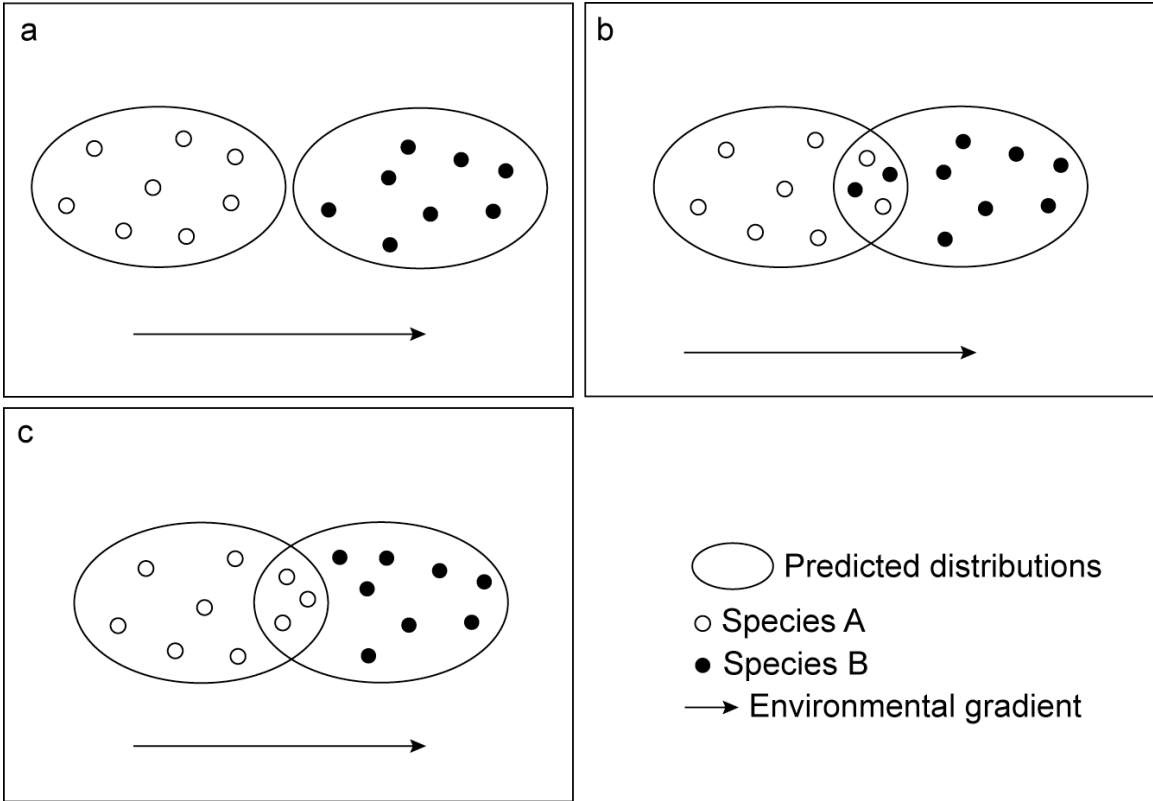 a
b
c
Predicted distributions
Species A
Species B
Environmental gradient